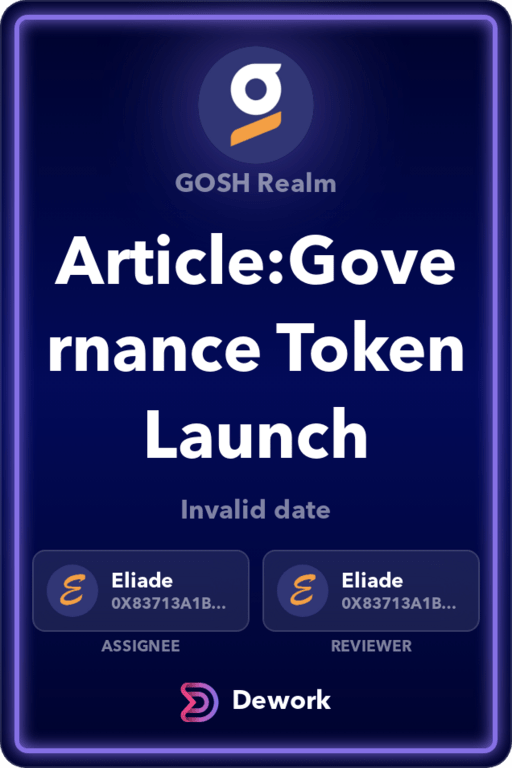 g
GOSH Realm
Article:Gove
rnance Token
Launch
Invalid date
E Eliade E Eliade
0X83713A1B... 0X83713A1B...
ASSIGNEE REVIEWER
Dework